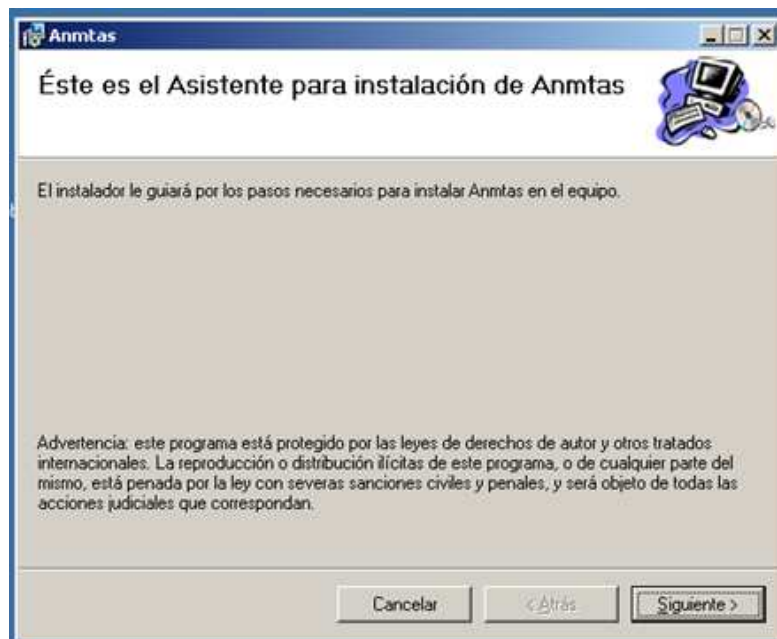 Anmtas
Éste es el Asistente para instalación de Anmtas
El instalador le guiará por los pasos necesarios para instalar Anmtas en el equipo.
Advertencia: este programa está protegido por las leyes de derechos de autor y otros tratados
internacionales. La reproducción o distribución ilícitas de este programa, o de cualquier parte del
mismo, está penada por la ley con severas sanciones civiles y penales, y será objeto de todas las
acciones judiciales que correspondan.
Cancelar
< Atrás
Siguiente >